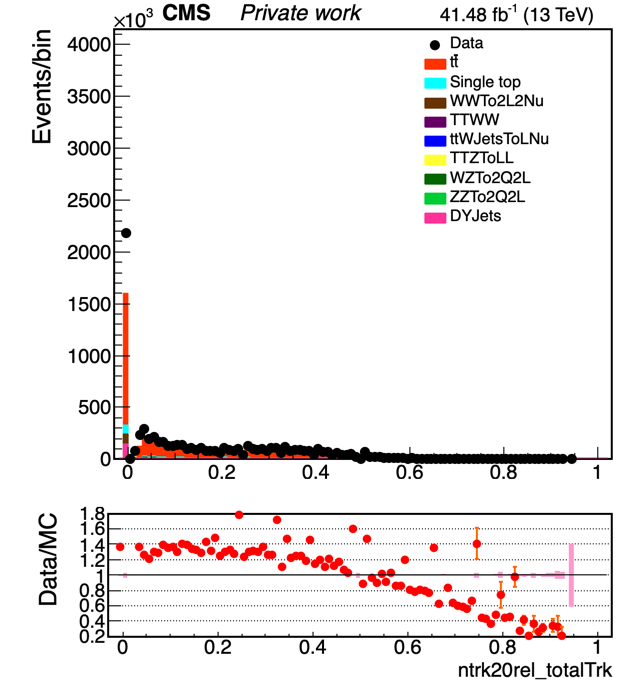 ×10³ CMS Private work 41.48 fb⁻¹ (13 TeV)
Events/bin
4000
3500
3000
2500
2000
1500
1000
500
0
Data
tt̄
Single top
WWTo2L2Nu
TTWW
ttWJetsToLNu
TTZToLL
WZTo2Q2L
ZZTo2Q2L
DYJets
0 0.2 0.4 0.6 0.8 1
Data/MC
1.8
1.6
1.4
1.2
1
0.8
0.6
0.4
0.2
0 0.2 0.4 0.6 0.8 1
ntrk20rel_totalTrk